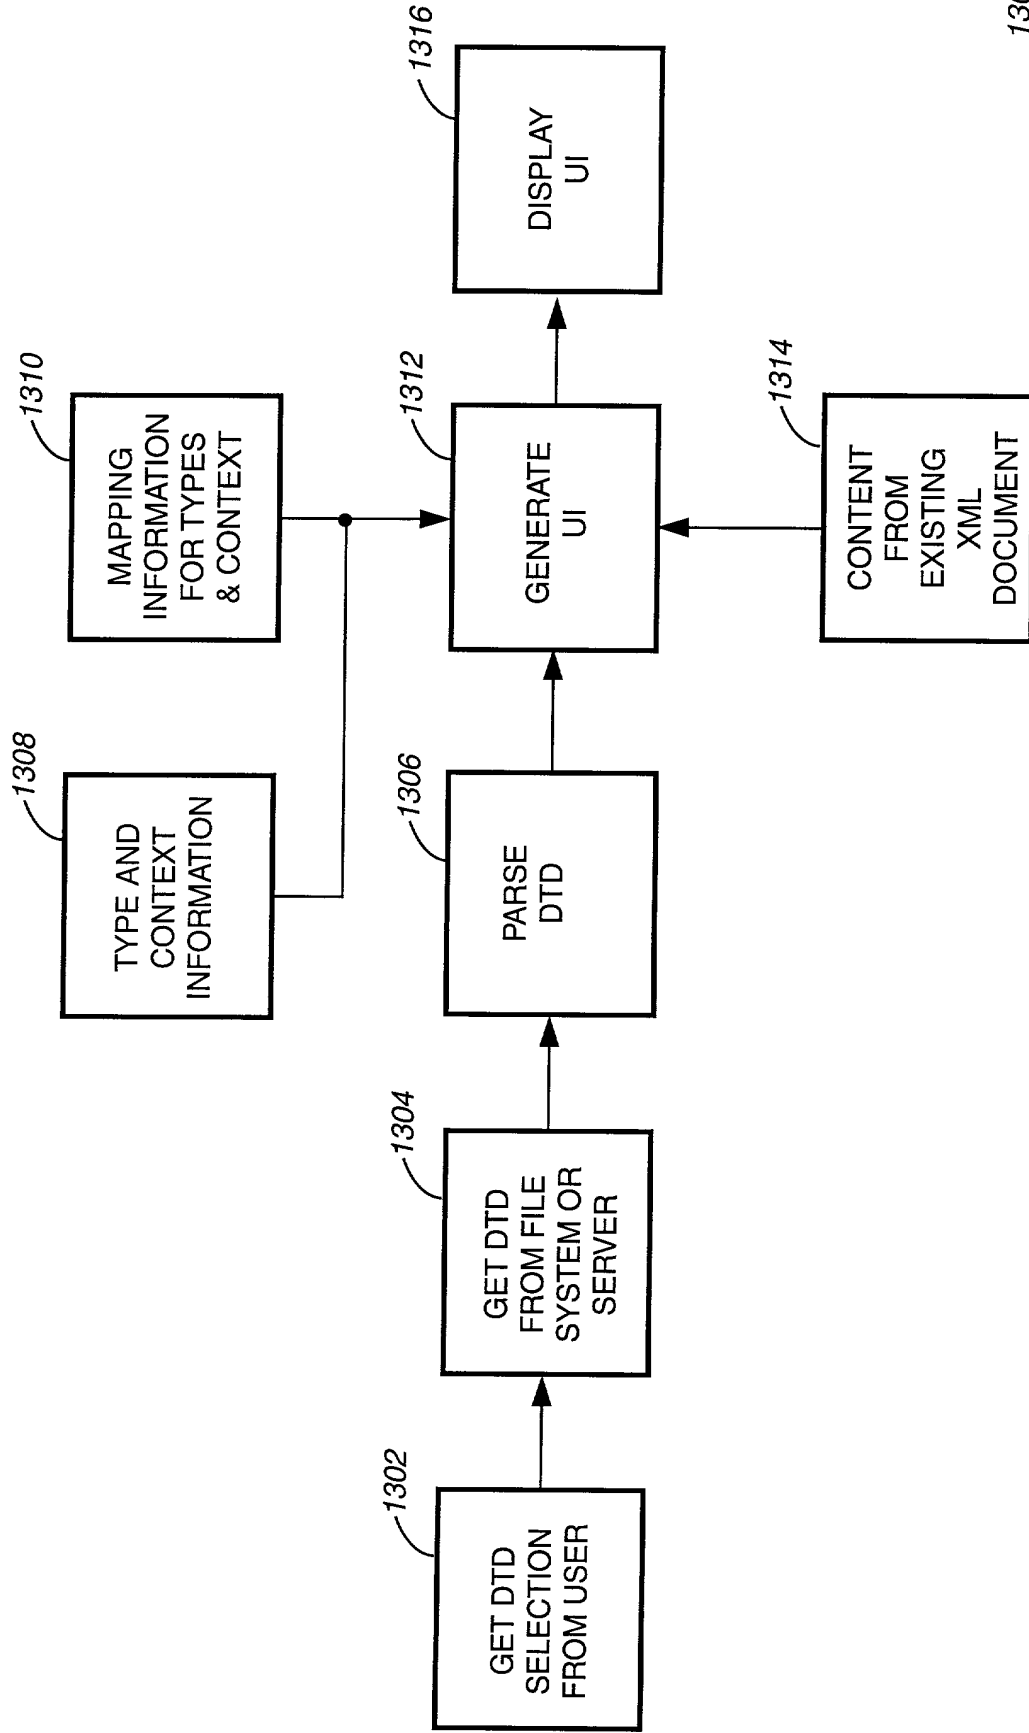 1302
GET DTD
SELECTION
FROM USER
1304
GET DTD
FROM FILE
SYSTEM OR
SERVER
1306
PARSE
DTD
1308
TYPE AND
CONTEXT
INFORMATION
1310
MAPPING
INFORMATION
FOR TYPES
& CONTEXT
1312
GENERATE
UI
1314
CONTENT
FROM
EXISTING
XML
DOCUMENT
1316
DISPLAY
UI